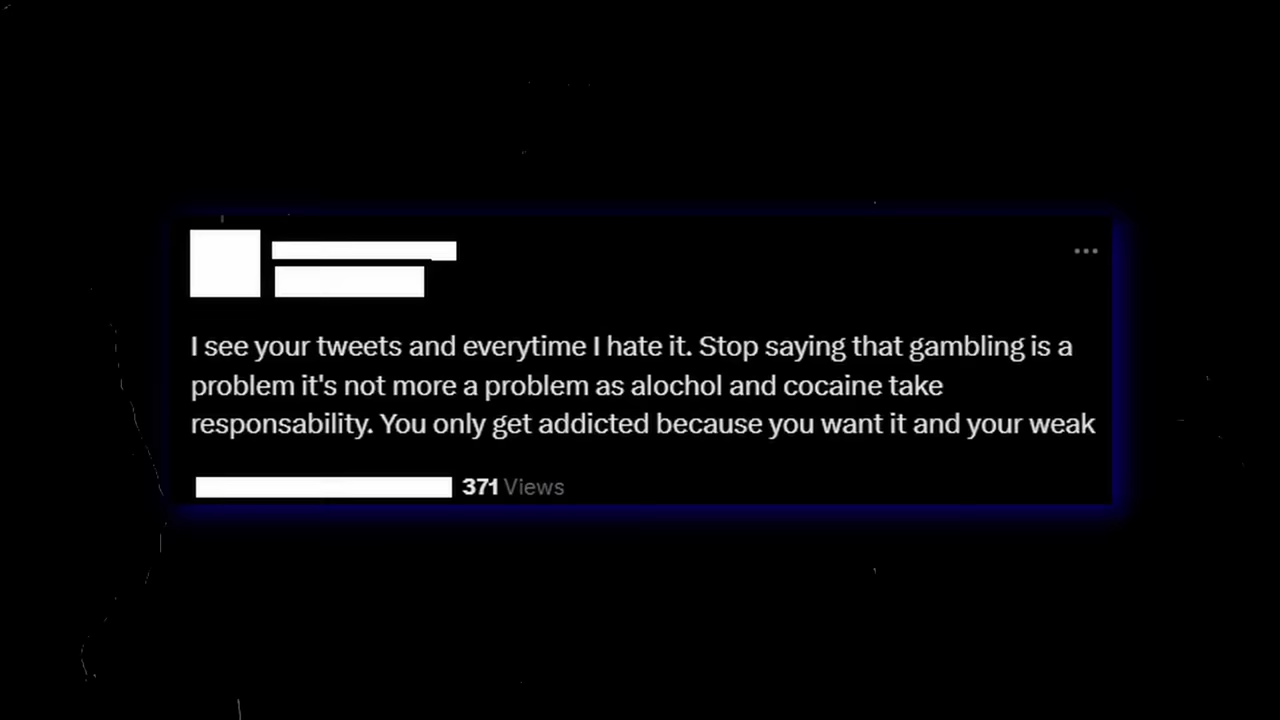 I see your tweets and everytime I hate it. Stop saying that gambling is a
problem it's not more a problem as alochol and cocaine take
responsability. You only get addicted because you want it and your weak
371 Views